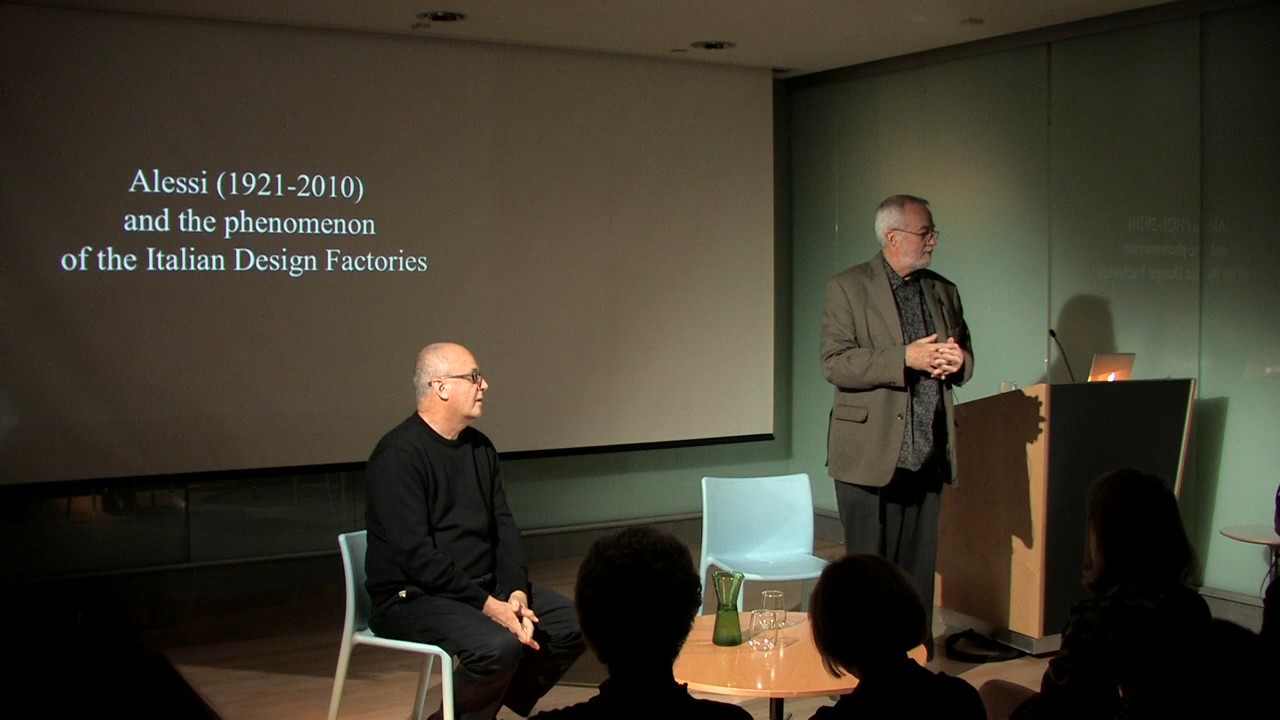 Alessi (1921-2010)
and the phenomenon
of the Italian Design Factories